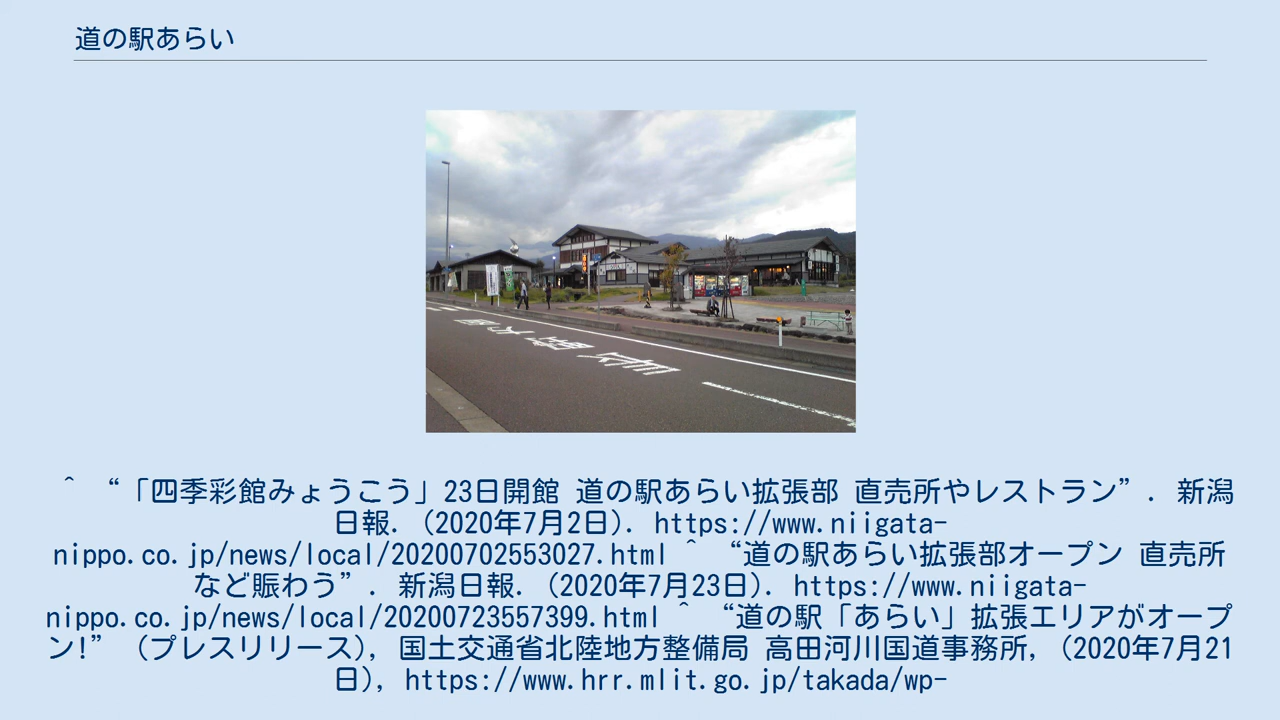 道の駅あらい
^ “「四季彩館みょうこう」23日開館 道の駅あらい拡張部 直売所やレストラン”. 新潟
日報. (2020年7月2日). https://www.niigata-
nippo.co.jp/news/local/20200702553027.html ^ “道の駅あらい拡張部オープン 直売所
など賑わう”. 新潟日報. (2020年7月23日). https://www.niigata-
nippo.co.jp/news/local/20200723557399.html ^ “道の駅「あらい」拡張エリアがオープ
ン!” (プレスリリース), 国土交通省北陸地方整備局 高田河川国道事務所, (2020年7月21
日), https://www.hrr.mlit.go.jp/takada/wp-